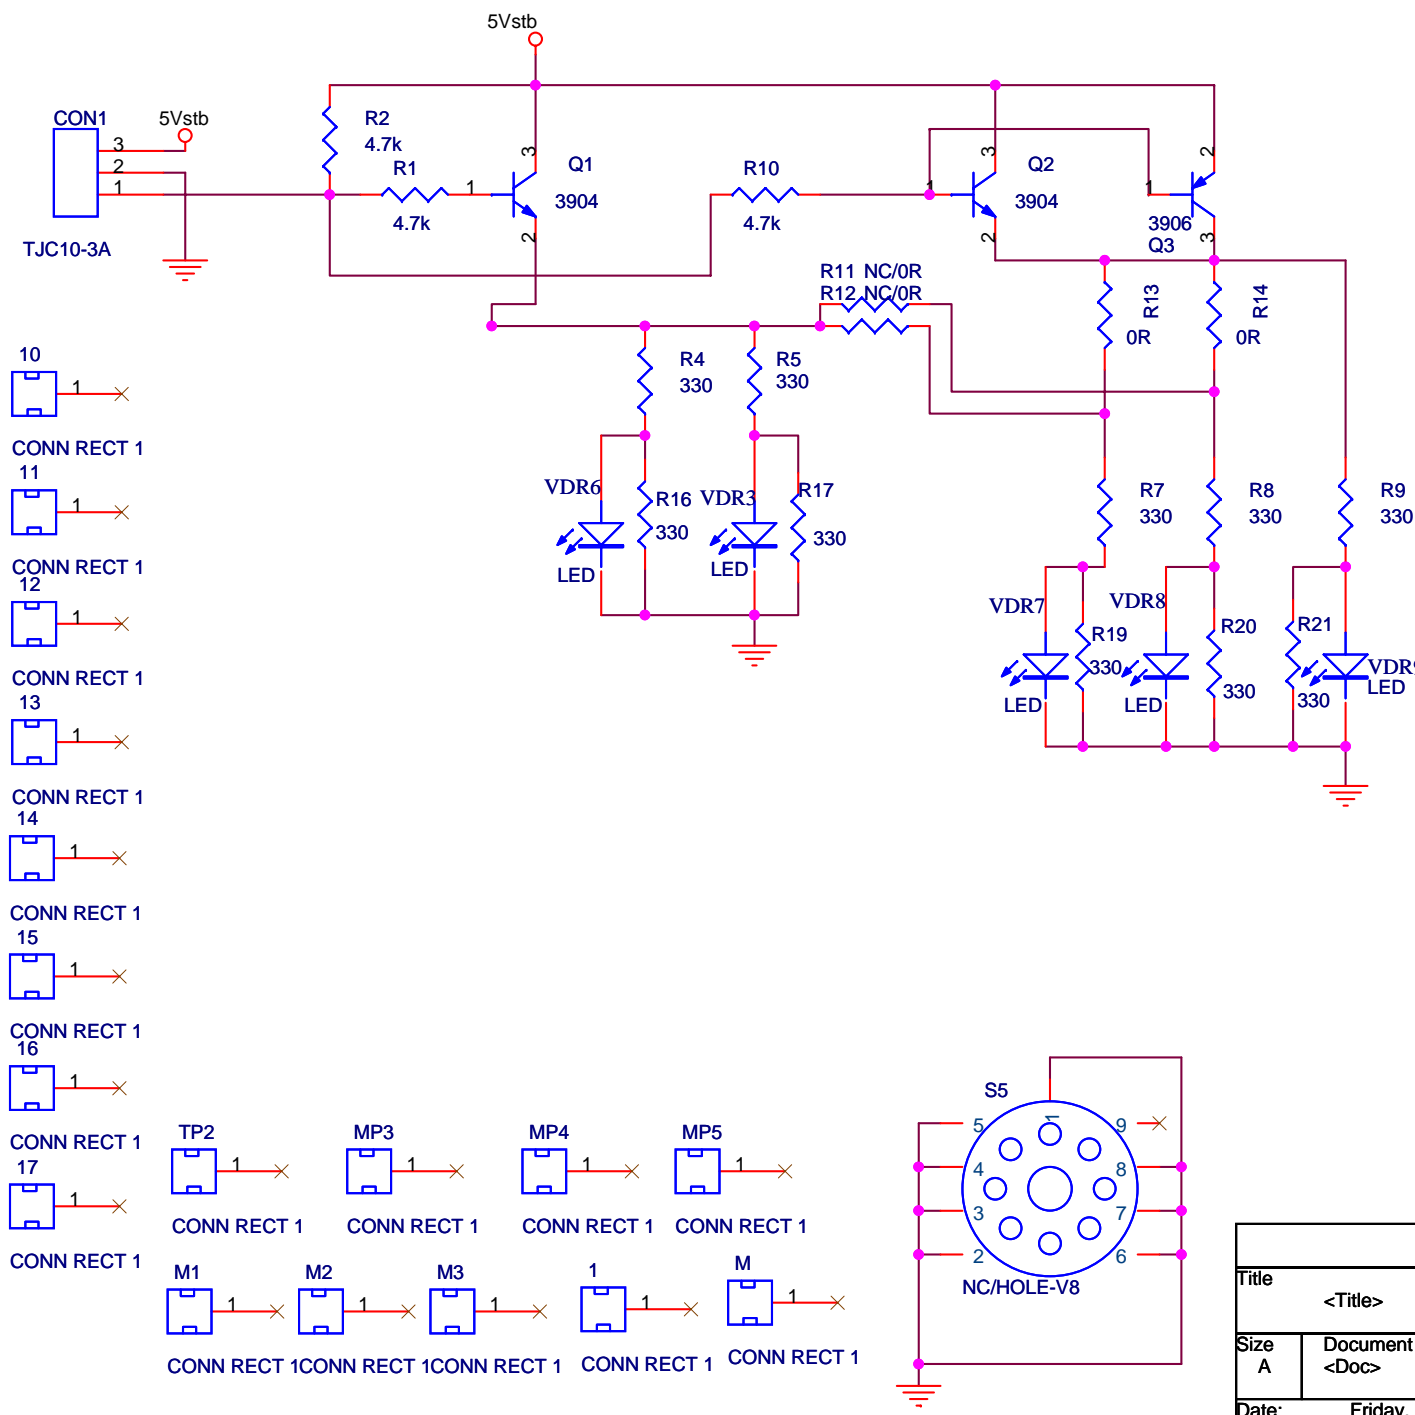 5Vstb
CON1
5Vstb
3
2
1
TJC10-3A
R2
4.7k
R1
4.7k
1
3
2
Q1
3904
R10
4.7k
1
3
2
Q2
3904
1
2
3
3906
Q3
R11 NC/0R
R12 NC/0R
R13
0R
R14
0R
R4
330
R5
330
VDR6
LED
R16
330
VDR3
LED
R17
330
R7
330
R8
330
R9
330
VDR7
LED
R19
330
VDR8
LED
R20
330
R21
330
LED
10
1
CONN RECT 1
11
1
CONN RECT 1
12
1
CONN RECT 1
13
1
CONN RECT 1
14
1
CONN RECT 1
15
1
CONN RECT 1
16
1
CONN RECT 1
17
1
CONN RECT 1
TP2
1
CONN RECT 1
MP3
1
CONN RECT 1
MP4
1
CONN RECT 1
MP5
1
CONN RECT 1
M1
1
CONN RECT 1
M2
1
CONN RECT 1
M3
1
CONN RECT 1
1
1
CONN RECT 1
M
1
CONN RECT 1
S5
1
5
4
3
2
9
8
7
6
NC/HOLE-V8
Title
<Title>
Size
A
Document
<Doc>
Date:
Friday,